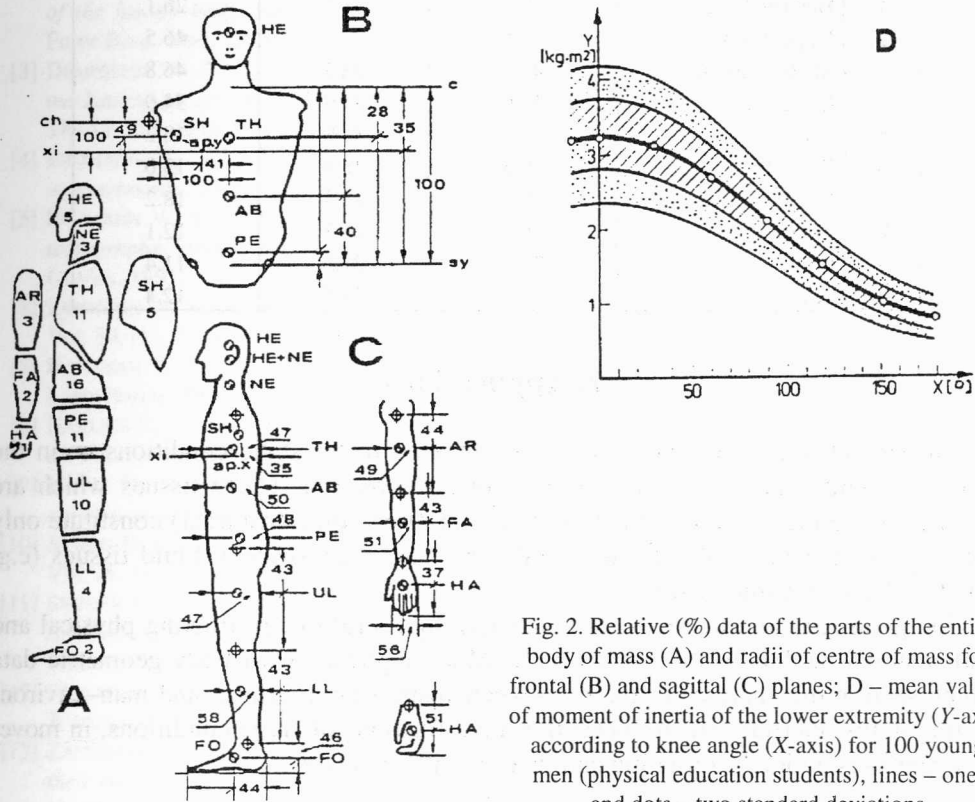 B
HE
c
28
35
ch
49
SH
TH
100
ap.y
xi
41
100
100
AB
40
PE
sy
HE
5
NE
3
AR
3
TH
11
SH
5
FA
2
AB
16
HA
1
PE
11
UL
10
LL
4
FO 2
A
C
HE
HE+NE
NE
SH
47
TH
xi
ap.x
35
AB
50
48
PE
43
UL
47
43
LL
58
46
FO
FO
44
44
AR
49
43
FA
51
37
HA
56
51
HA
D
Y
[kg·m²]
4
3
2
1
50
100
150
X[°]
Fig. 2. Relative (%) data of the parts of the enti
body of mass (A) and radii of centre of mass fo
frontal (B) and sagittal (C) planes; D – mean val
of moment of inertia of the lower extremity (Y-ax
according to knee angle (X-axis) for 100 young
men (physical education students), lines – one
and dots – two standard deviations